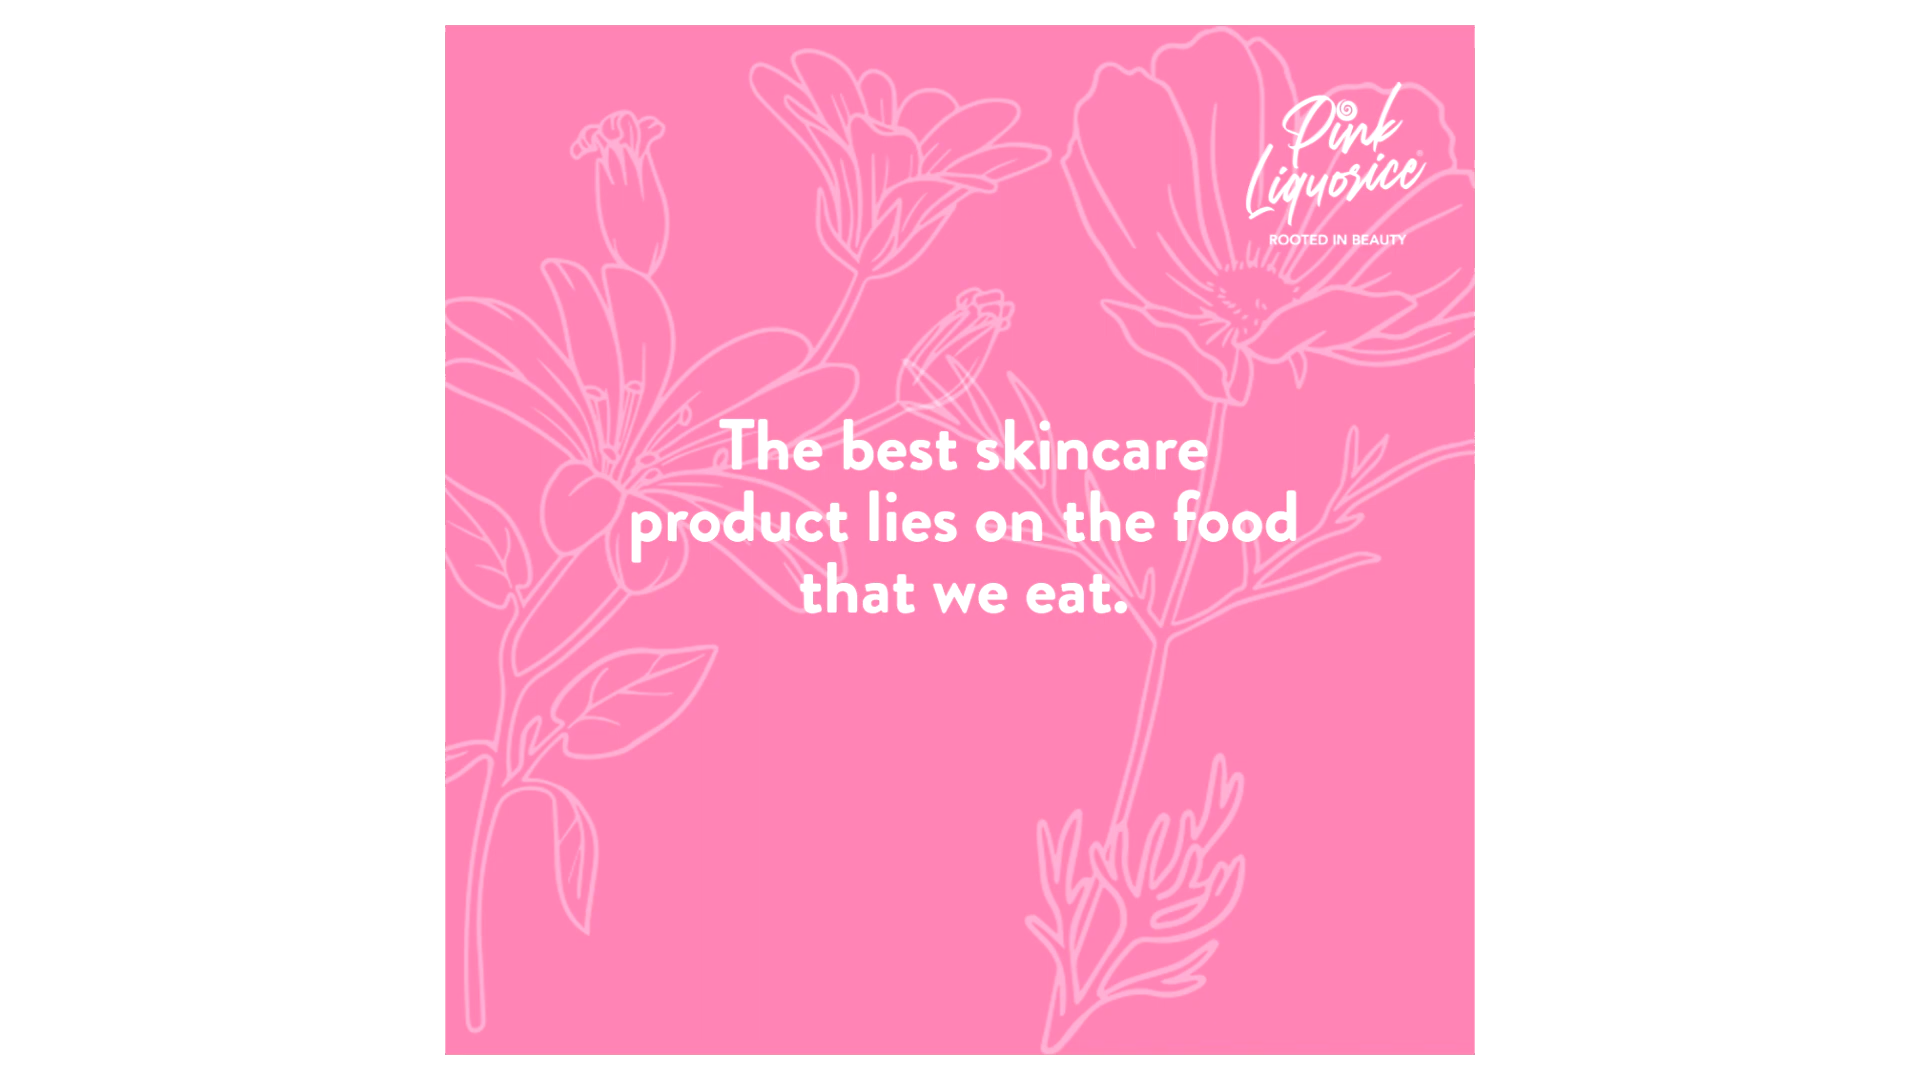 Pink
Liquorice
ROOTED IN BEAUTY
The best skincare
product lies on the food
that we eat.